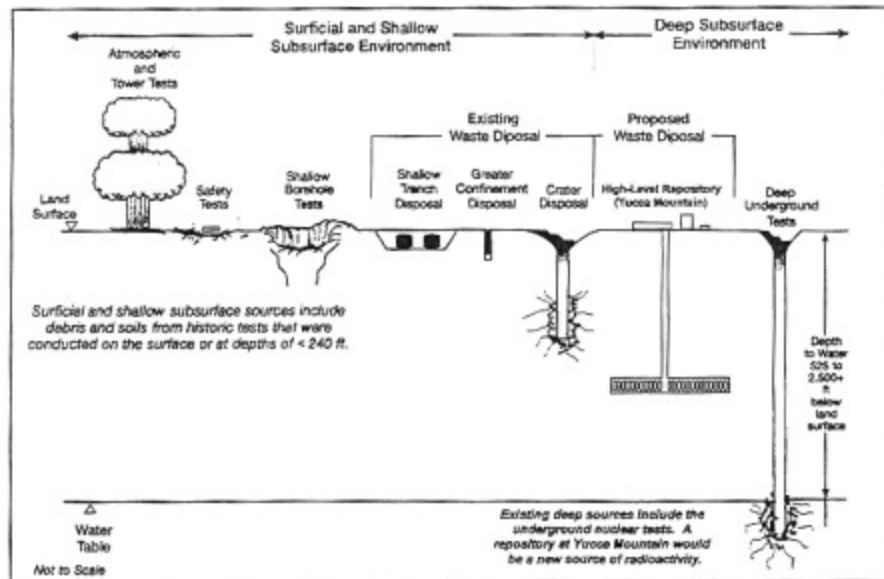 Surficial and Shallow
Subsurface Environment
Deep Subsurface
Environment
Atmospheric
and
Tower Tests
Existing
Waste Diposal
Proposed
Waste Diposal
Land
Surface
Safety
Tests
Shallow
Borehole
Tests
Shallow
Trench
Disposal
Greater
Confinement
Disposal
Crater Disposal
High-Level Repository
(Yucca Mountain)
Deep
Underground
Tests
Surficial and shallow subsurface sources include
debris and soils from historic tests that were
conducted on the surface or at depths of < 240 ft.
Depth
to Water
525 to
2,500+
ft
below
land
surface
Water
Table
Existing deep sources include the
underground nuclear tests. A
repository at Yucca Mountain would
be a new source of radioactivity.
Not to Scale